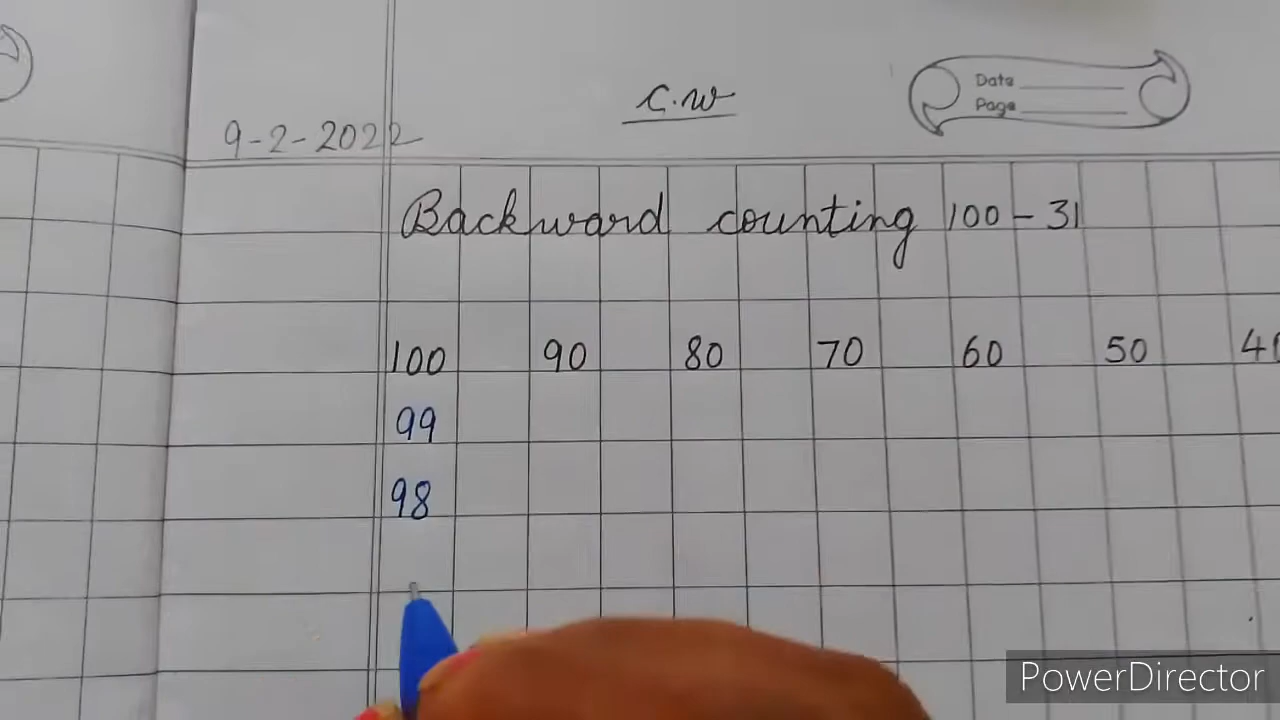 C.W
Date
Page
9-2-2022
Backward counting 100-31
100 90 80 70 60 50
99
98
PowerDirector